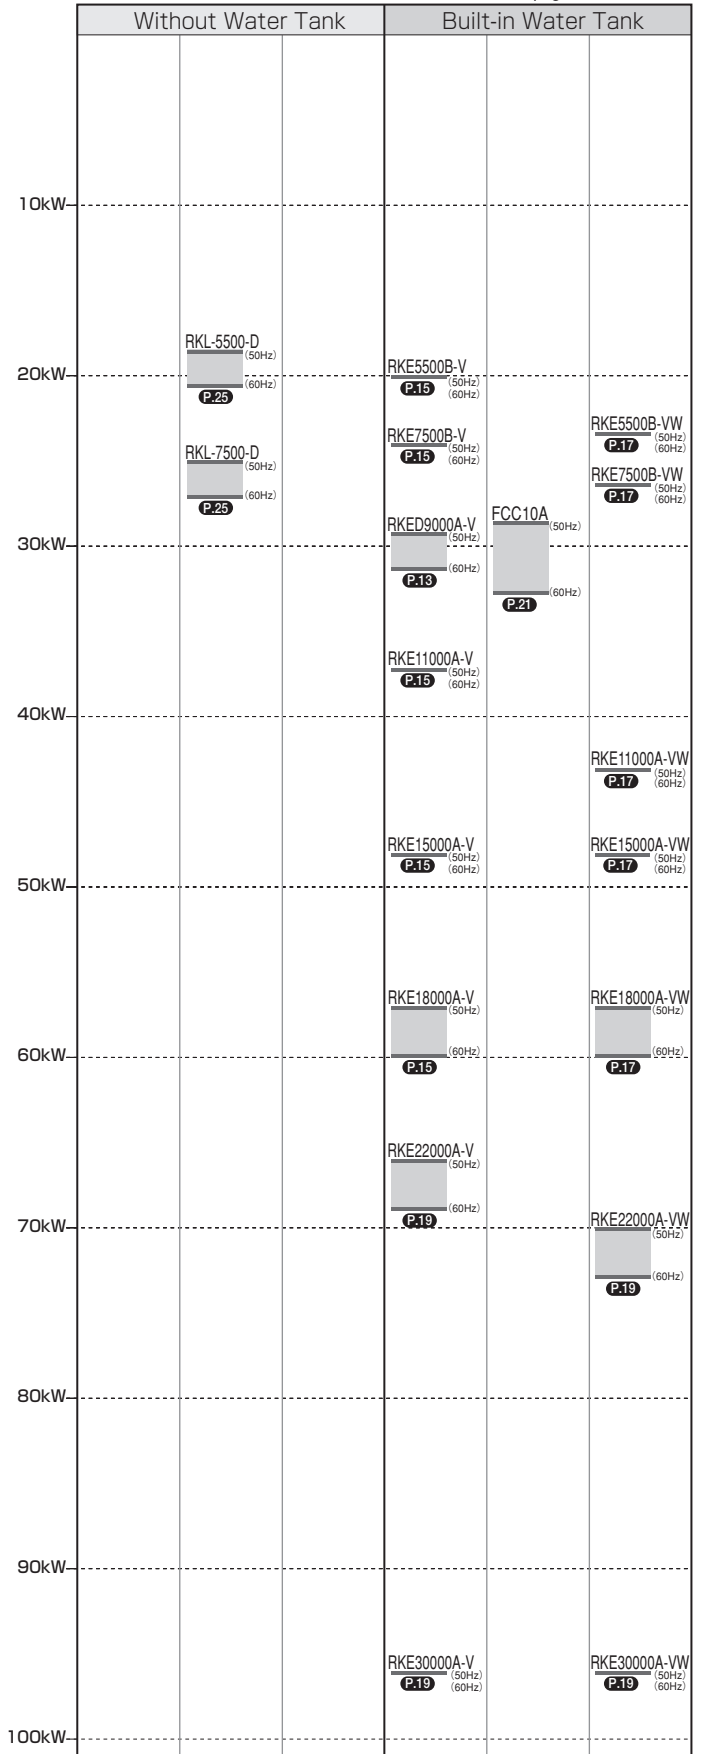 Without Water Tank
Built-in Water Tank
10kW
RKL-5500-D
(50Hz)
20kW
(60Hz)
P.25
RKE5500B-V
P.15
(50Hz)
(60Hz)
RKE5500B-VW
P.17
(50Hz)
(60Hz)
RKE7500B-V
P.15
(50Hz)
(60Hz)
RKL-7500-D
(50Hz)
(60Hz)
P.25
RKE7500B-VW
P.17
(50Hz)
(60Hz)
RKED9000A-V
(50Hz)
(60Hz)
P.13
FCC10A
(50Hz)
(60Hz)
P.21
30kW
RKE11000A-V
P.15
(50Hz)
(60Hz)
40kW
RKE11000A-VW
P.17
(50Hz)
(60Hz)
RKE15000A-V
P.15
(50Hz)
(60Hz)
RKE15000A-VW
P.17
(50Hz)
(60Hz)
50kW
RKE18000A-V
(50Hz)
(60Hz)
P.15
RKE18000A-VW
(50Hz)
(60Hz)
P.17
60kW
RKE22000A-V
(50Hz)
(60Hz)
P.19
70kW
RKE22000A-VW
(50Hz)
(60Hz)
P.19
80kW
90kW
RKE30000A-V
P.19
(50Hz)
(60Hz)
RKE30000A-VW
P.19
(50Hz)
(60Hz)
100kW